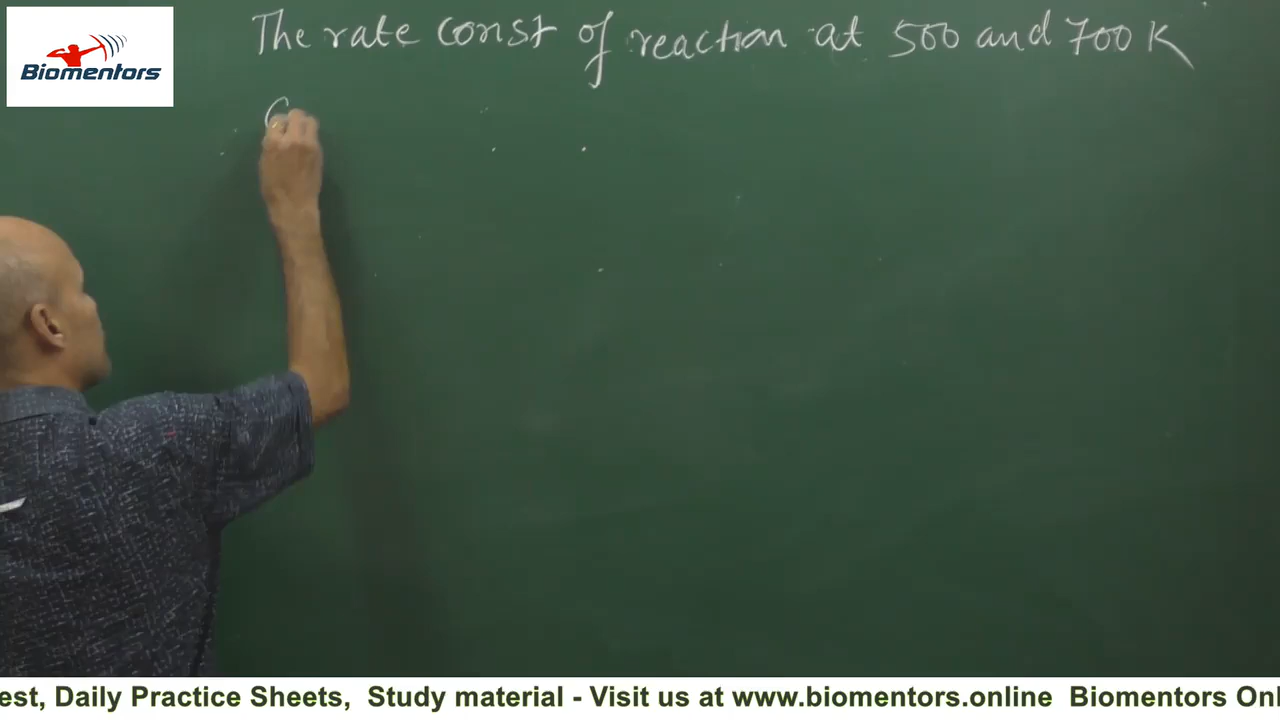 Biomentors
The rate const of reaction at 500 and 700 K
est, Daily Practice Sheets, Study material - Visit us at www.biomentors.online Biomentors Onl